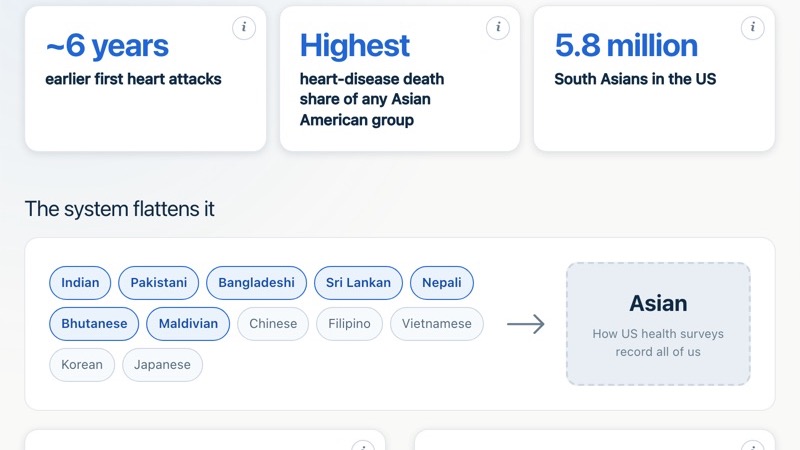 ~6 years
earlier first heart attacks
i
Highest
heart-disease death
share of any Asian
American group
i
5.8 million
South Asians in the US
i
The system flattens it
Indian Pakistani Bangladeshi Sri Lankan Nepali
Bhutanese Maldivian Chinese Filipino Vietnamese
Korean Japanese
Asian
How US health surveys
record all of us